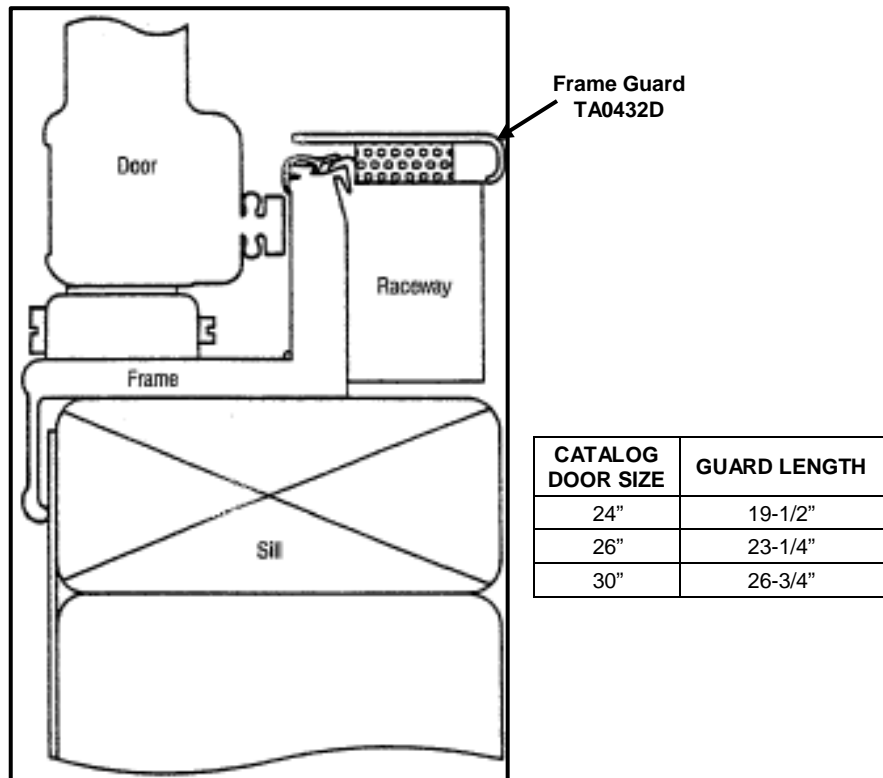 Frame Guard
TA0432D
Door
Raceway
Frame
Sill
CATALOG
DOOR SIZE
GUARD LENGTH
24” 19-1/2”
26” 23-1/4”
30” 26-3/4”